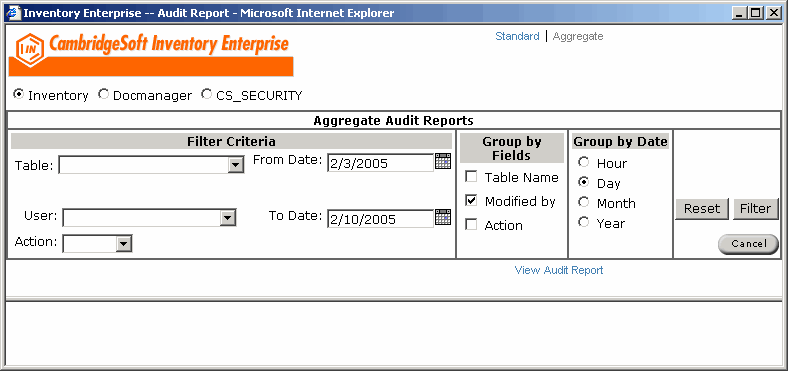 Inventory Enterprise -- Audit Report - Microsoft Internet Explorer
IN CambridgeSoft Inventory Enterprise
Standard | Aggregate
Inventory Docmanager CS_SECURITY
Aggregate Audit Reports
Filter Criteria
Table:
From Date: 2/3/2005
User:
To Date: 2/10/2005
Action:
Group by
Fields
Table Name
Modified by
Action
Group by Date
Hour
Day
Month
Year
Reset Filter
Cancel
View Audit Report